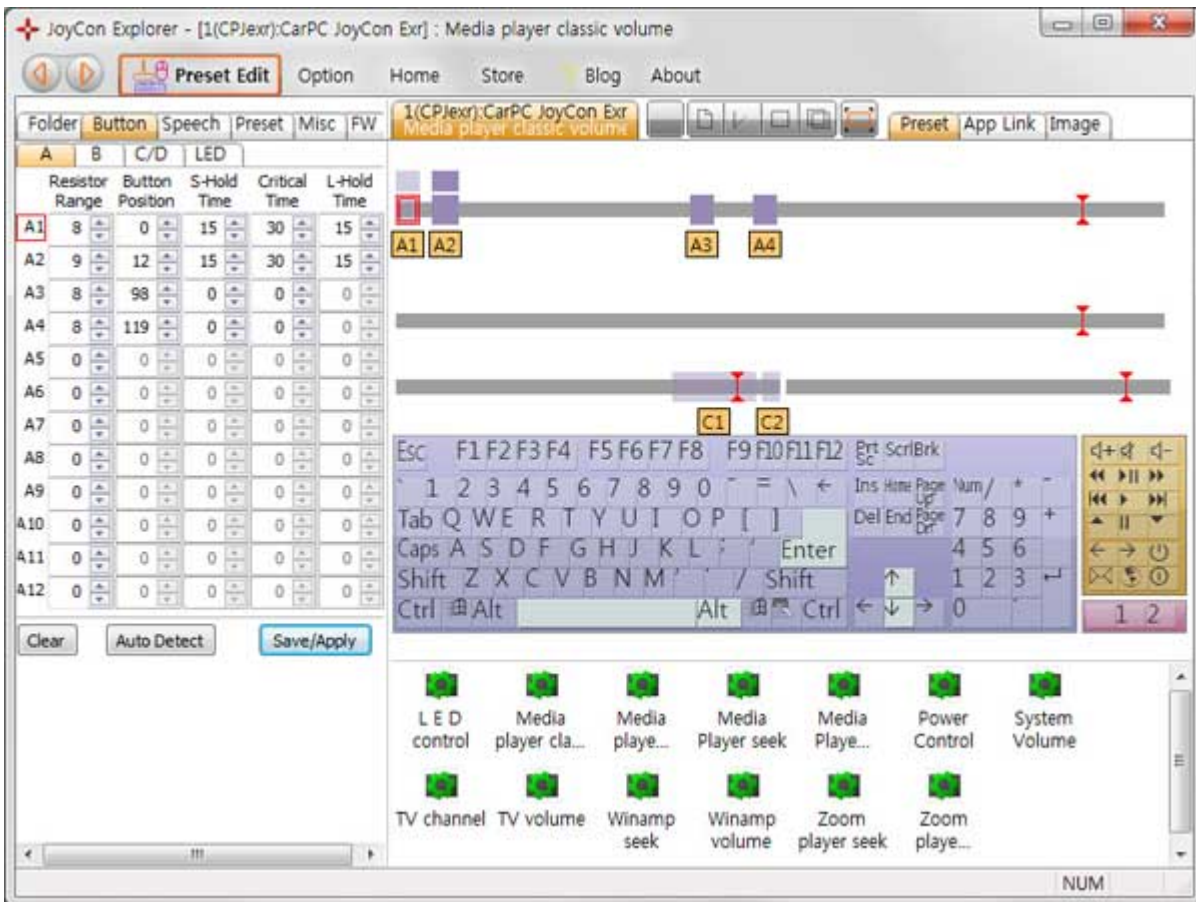 JoyCon Explorer - [1(CPJexr):CarPC JoyCon Exr] : Media player classic volume
Preset Edit Option Home Store Blog About
Folder Button Speech Preset Misc FW
1(CPJexr):CarPC JoyCon Exr
Media player classic volume
Preset App Link Image
A B C/D LED
Resistor Range Button Position S-Hold Time Critical Time L-Hold Time
A1 8 0 15 30 15
A2 9 12 15 30 15
A3 8 98 0 0 0
A4 8 119 0 0 0
A5 0 0 0 0 0
A6 0 0 0 0 0
A7 0 0 0 0 0
A8 0 0 0 0 0
A9 0 0 0 0 0
A10 0 0 0 0 0
A11 0 0 0 0 0
A12 0 0 0 0 0
Clear Auto Detect Save/Apply
A1 A2 A3 A4
C1 C2
Esc F1 F2 F3 F4 F5 F6 F7 F8 F9 F10 F11 F12 Prt Sc Scrl Brk
` 1 2 3 4 5 6 7 8 9 0 - = \ ← Ins Home Page Up Num / * -
Tab Q W E R T Y U I O P [ ] Del End Page Dn 7 8 9 +
Caps A S D F G H J K L ; ' Enter 4 5 6
Shift Z X C V B N M / Shift ↑ 1 2 3 ↵
Ctrl Alt Alt Ctrl ← ↓ → 0
1 2
L E D control
Media player cla...
Media playe...
Media Player seek
Media Playe...
Power Control
System Volume
TV channel
TV volume
Winamp seek
Winamp volume
Zoom player seek
Zoom playe...
NUM